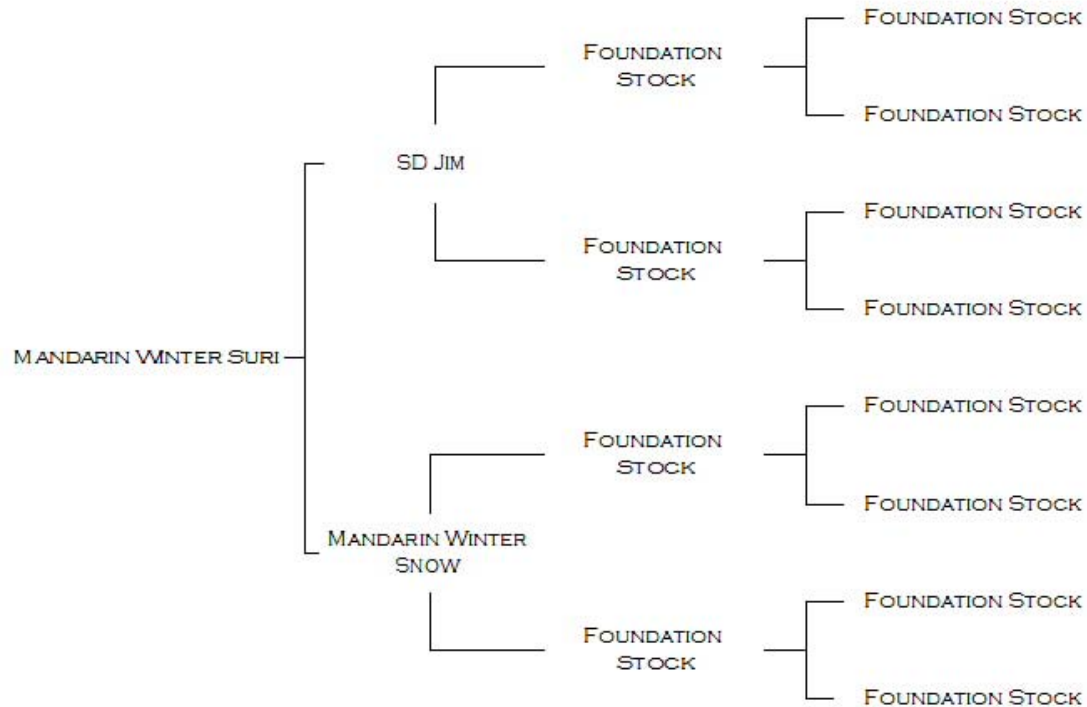 Foundation Stock
Foundation
Stock
Foundation Stock
SD Jim
Foundation Stock
Foundation
Stock
Foundation Stock
Mandarin Winter Suri
Foundation Stock
Foundation
Stock
Foundation Stock
Mandarin Winter
Snow
Foundation Stock
Foundation
Stock
Foundation Stock